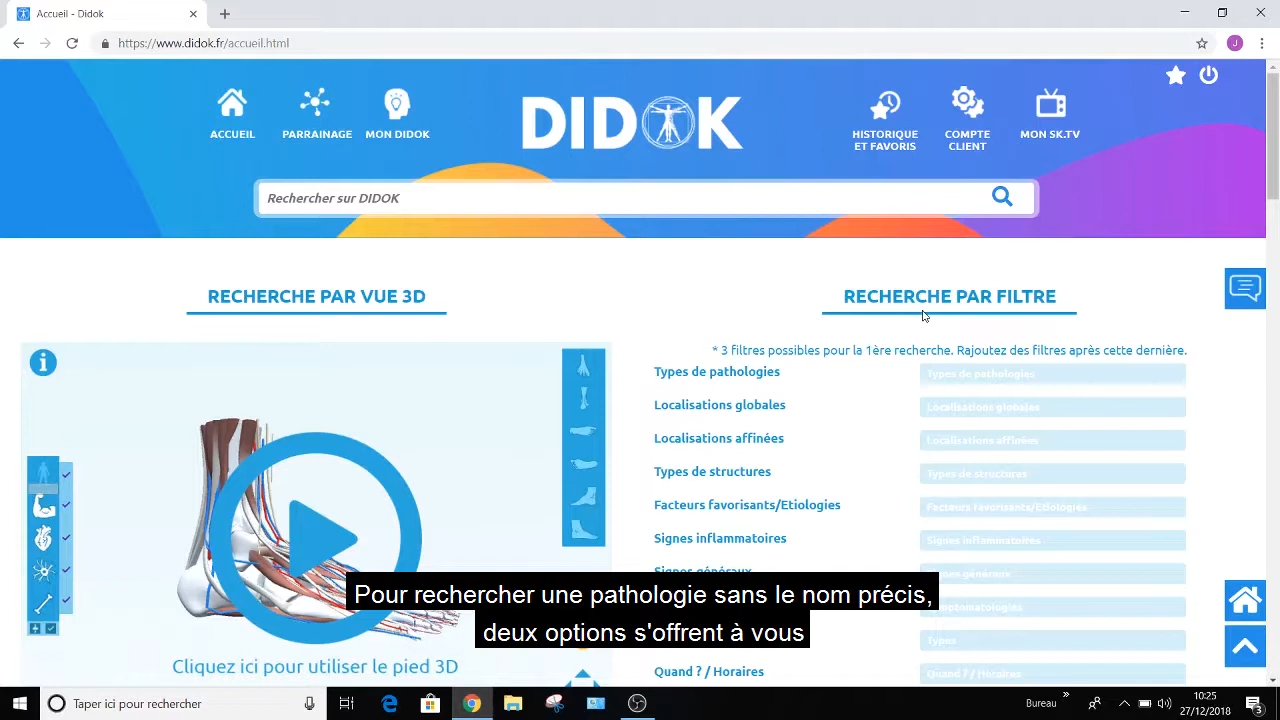 Accueil - Didok
https://www.didok.fr/accueil.html
J
ACCUEIL
PARRAINAGE
MON DIDOK
DIDOK
HISTORIQUE
ET FAVORIS
COMPTE
CLIENT
MON SK.TV
Rechercher sur DIDOK
RECHERCHE PAR VUE 3D
RECHERCHE PAR FILTRE
* 3 filtres possibles pour la 1ère recherche. Rajoutez des filtres après cette dernière.
Types de pathologies
Types de pathologies
Localisations globales
Localisations globales
Localisations affinées
Localisations affinées
Types de structures
Types de structures
Facteurs favorisants/Etiologies
Facteurs favorisants/Etiologies
Signes inflammatoires
Signes inflammatoires
Signes généraux
Pour rechercher une pathologie sans le nom précis,
deux options s'offrent à vous
Types
Cliquez ici pour utiliser le pied 3D
Quand ? / Horaires
Quand ? / Horaires
Taper ici pour rechercher
Bureau
»
10:25
27/12/2018
3